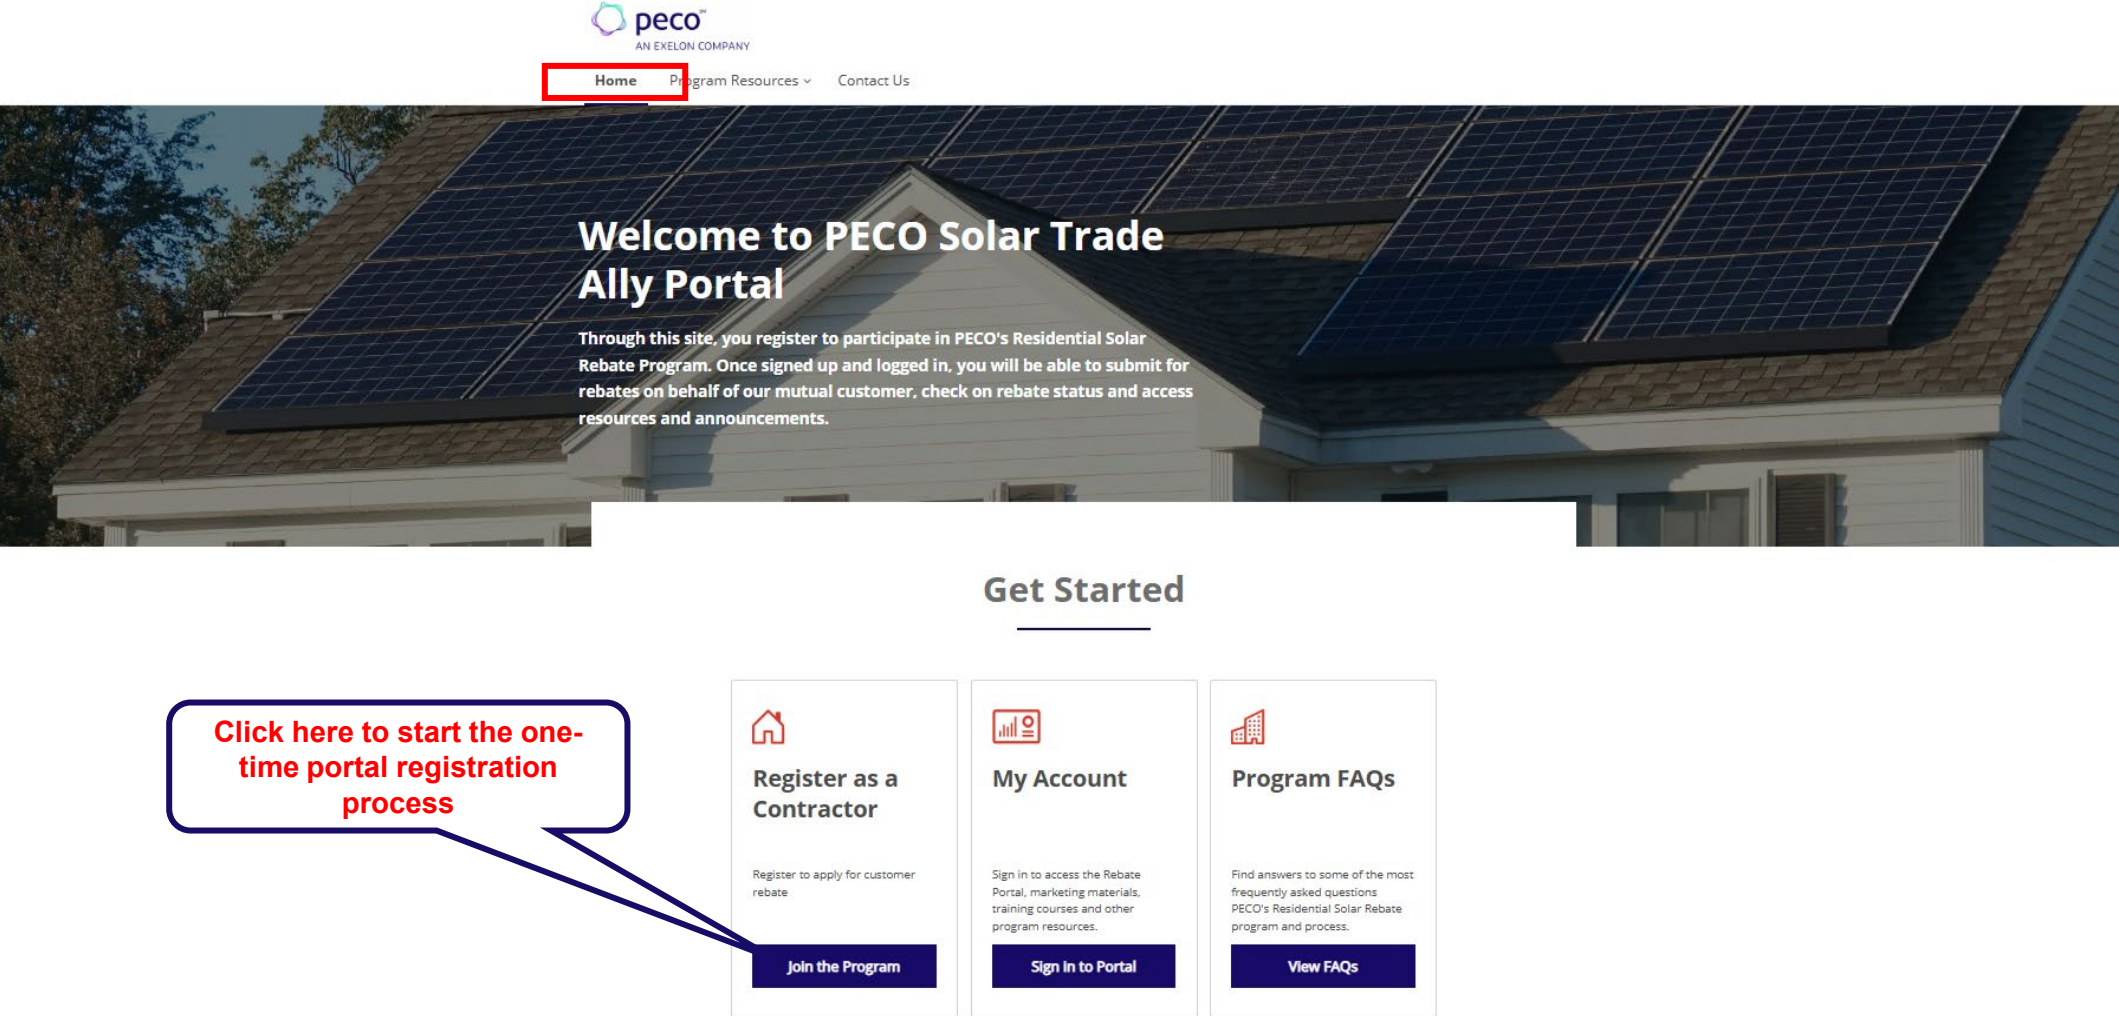 peco℠
AN EXELON COMPANY
Home Program Resources Contact Us
Welcome to PECO Solar Trade
Ally Portal
Through this site, you register to participate in PECO's Residential Solar
Rebate Program. Once signed up and logged in, you will be able to submit for
rebates on behalf of our mutual customer, check on rebate status and access
resources and announcements.
Get Started
Click here to start the one-
time portal registration
process
Register as a
Contractor
Register to apply for customer
rebate
Join the Program
My Account
Sign in to access the Rebate
Portal, marketing materials,
training courses and other
program resources.
Sign in to Portal
Program FAQs
Find answers to some of the most
frequently asked questions
PECO's Residential Solar Rebate
program and process.
View FAQs